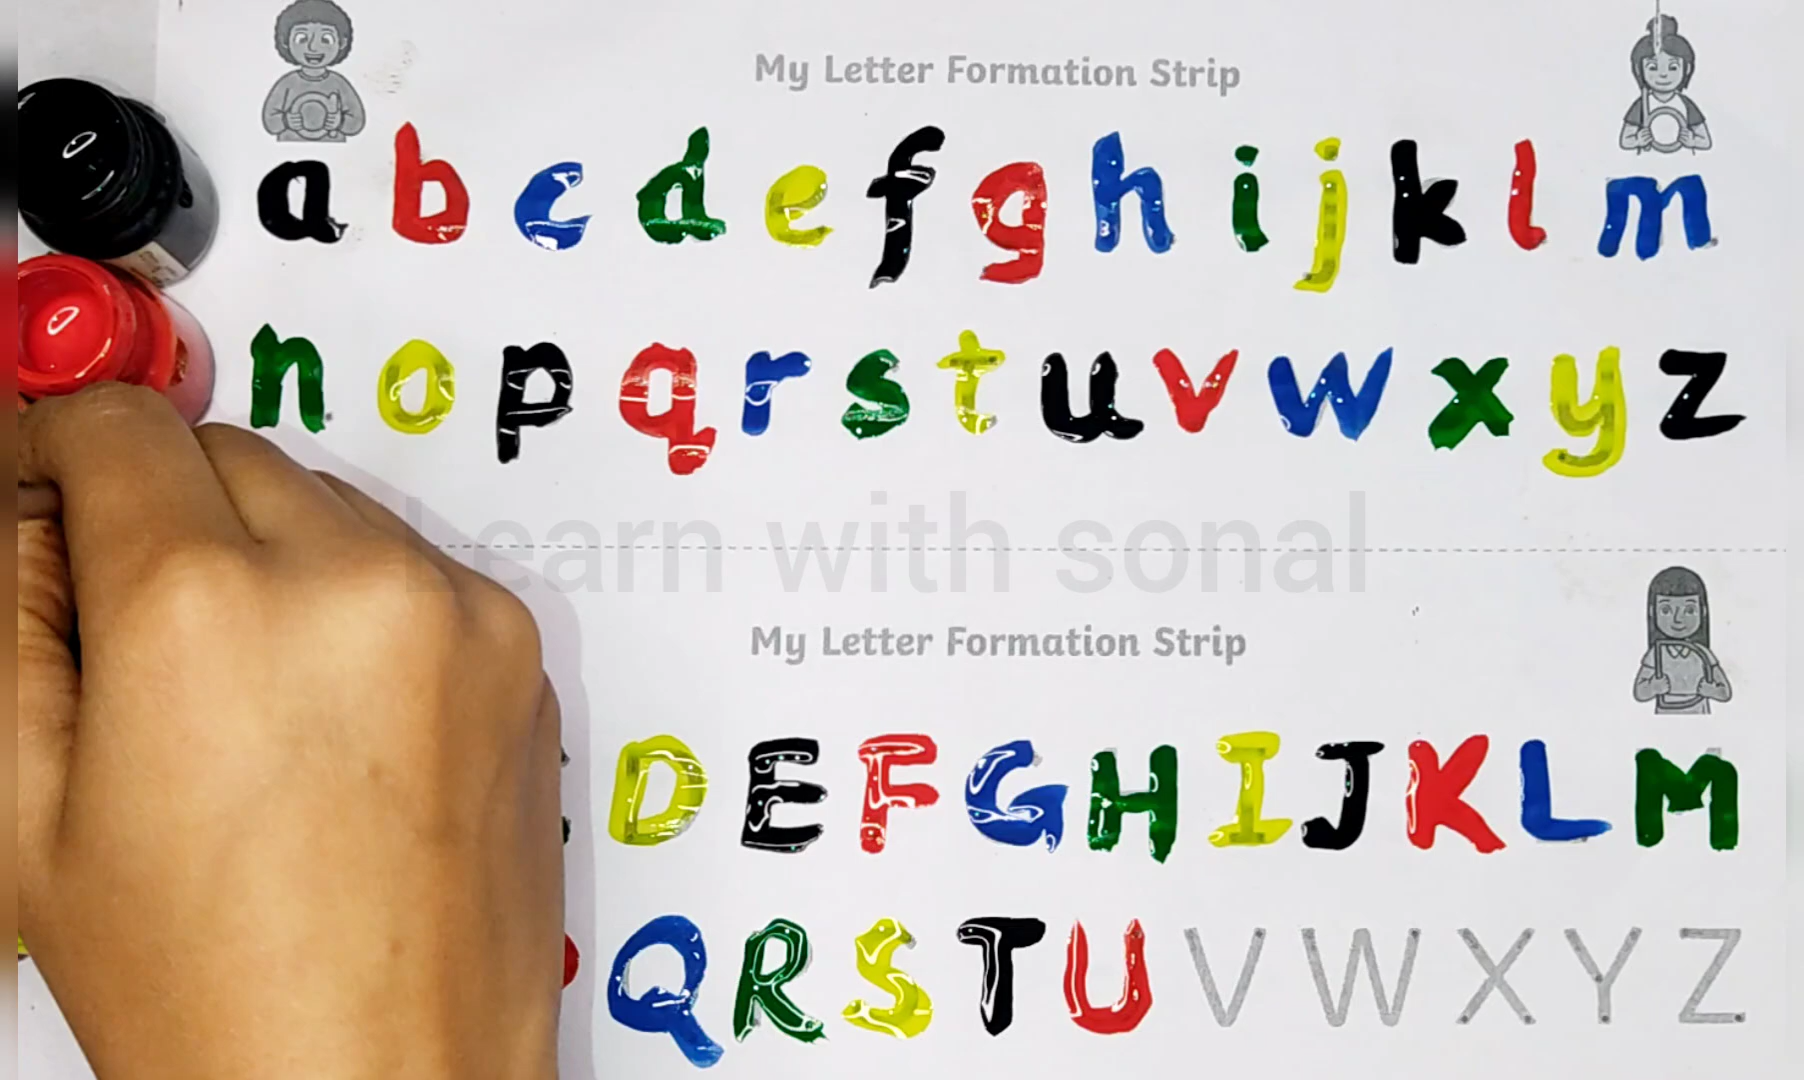 My Letter Formation Strip
a b c d e f g h i j k l m
n o p q r s t u v w x y z
Learn with sonal
My Letter Formation Strip
D E F G H I J K L M
Q R S T U V W X Y Z